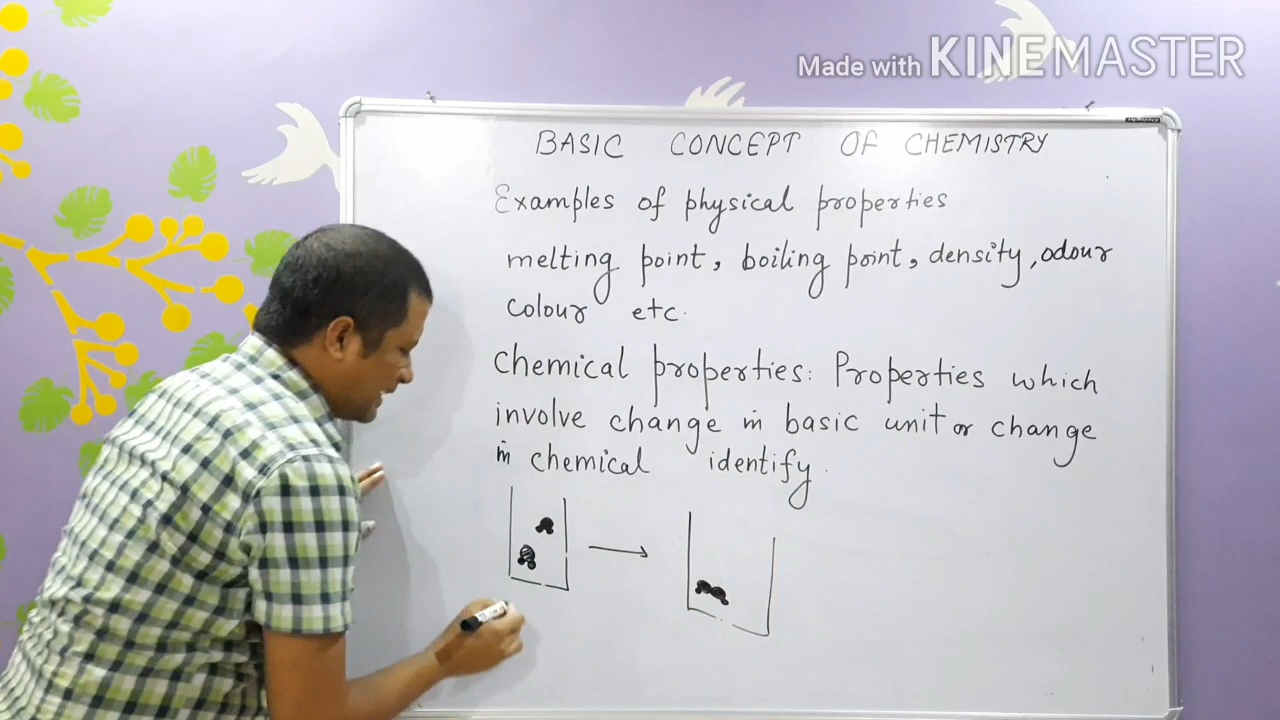 Made with KINEMASTER
BASIC CONCEPT OF CHEMISTRY
Examples of physical properties
melting point, boiling point, density, odour
colour etc.
Chemical properties: Properties which
involve change in basic unit or change
in chemical identify.